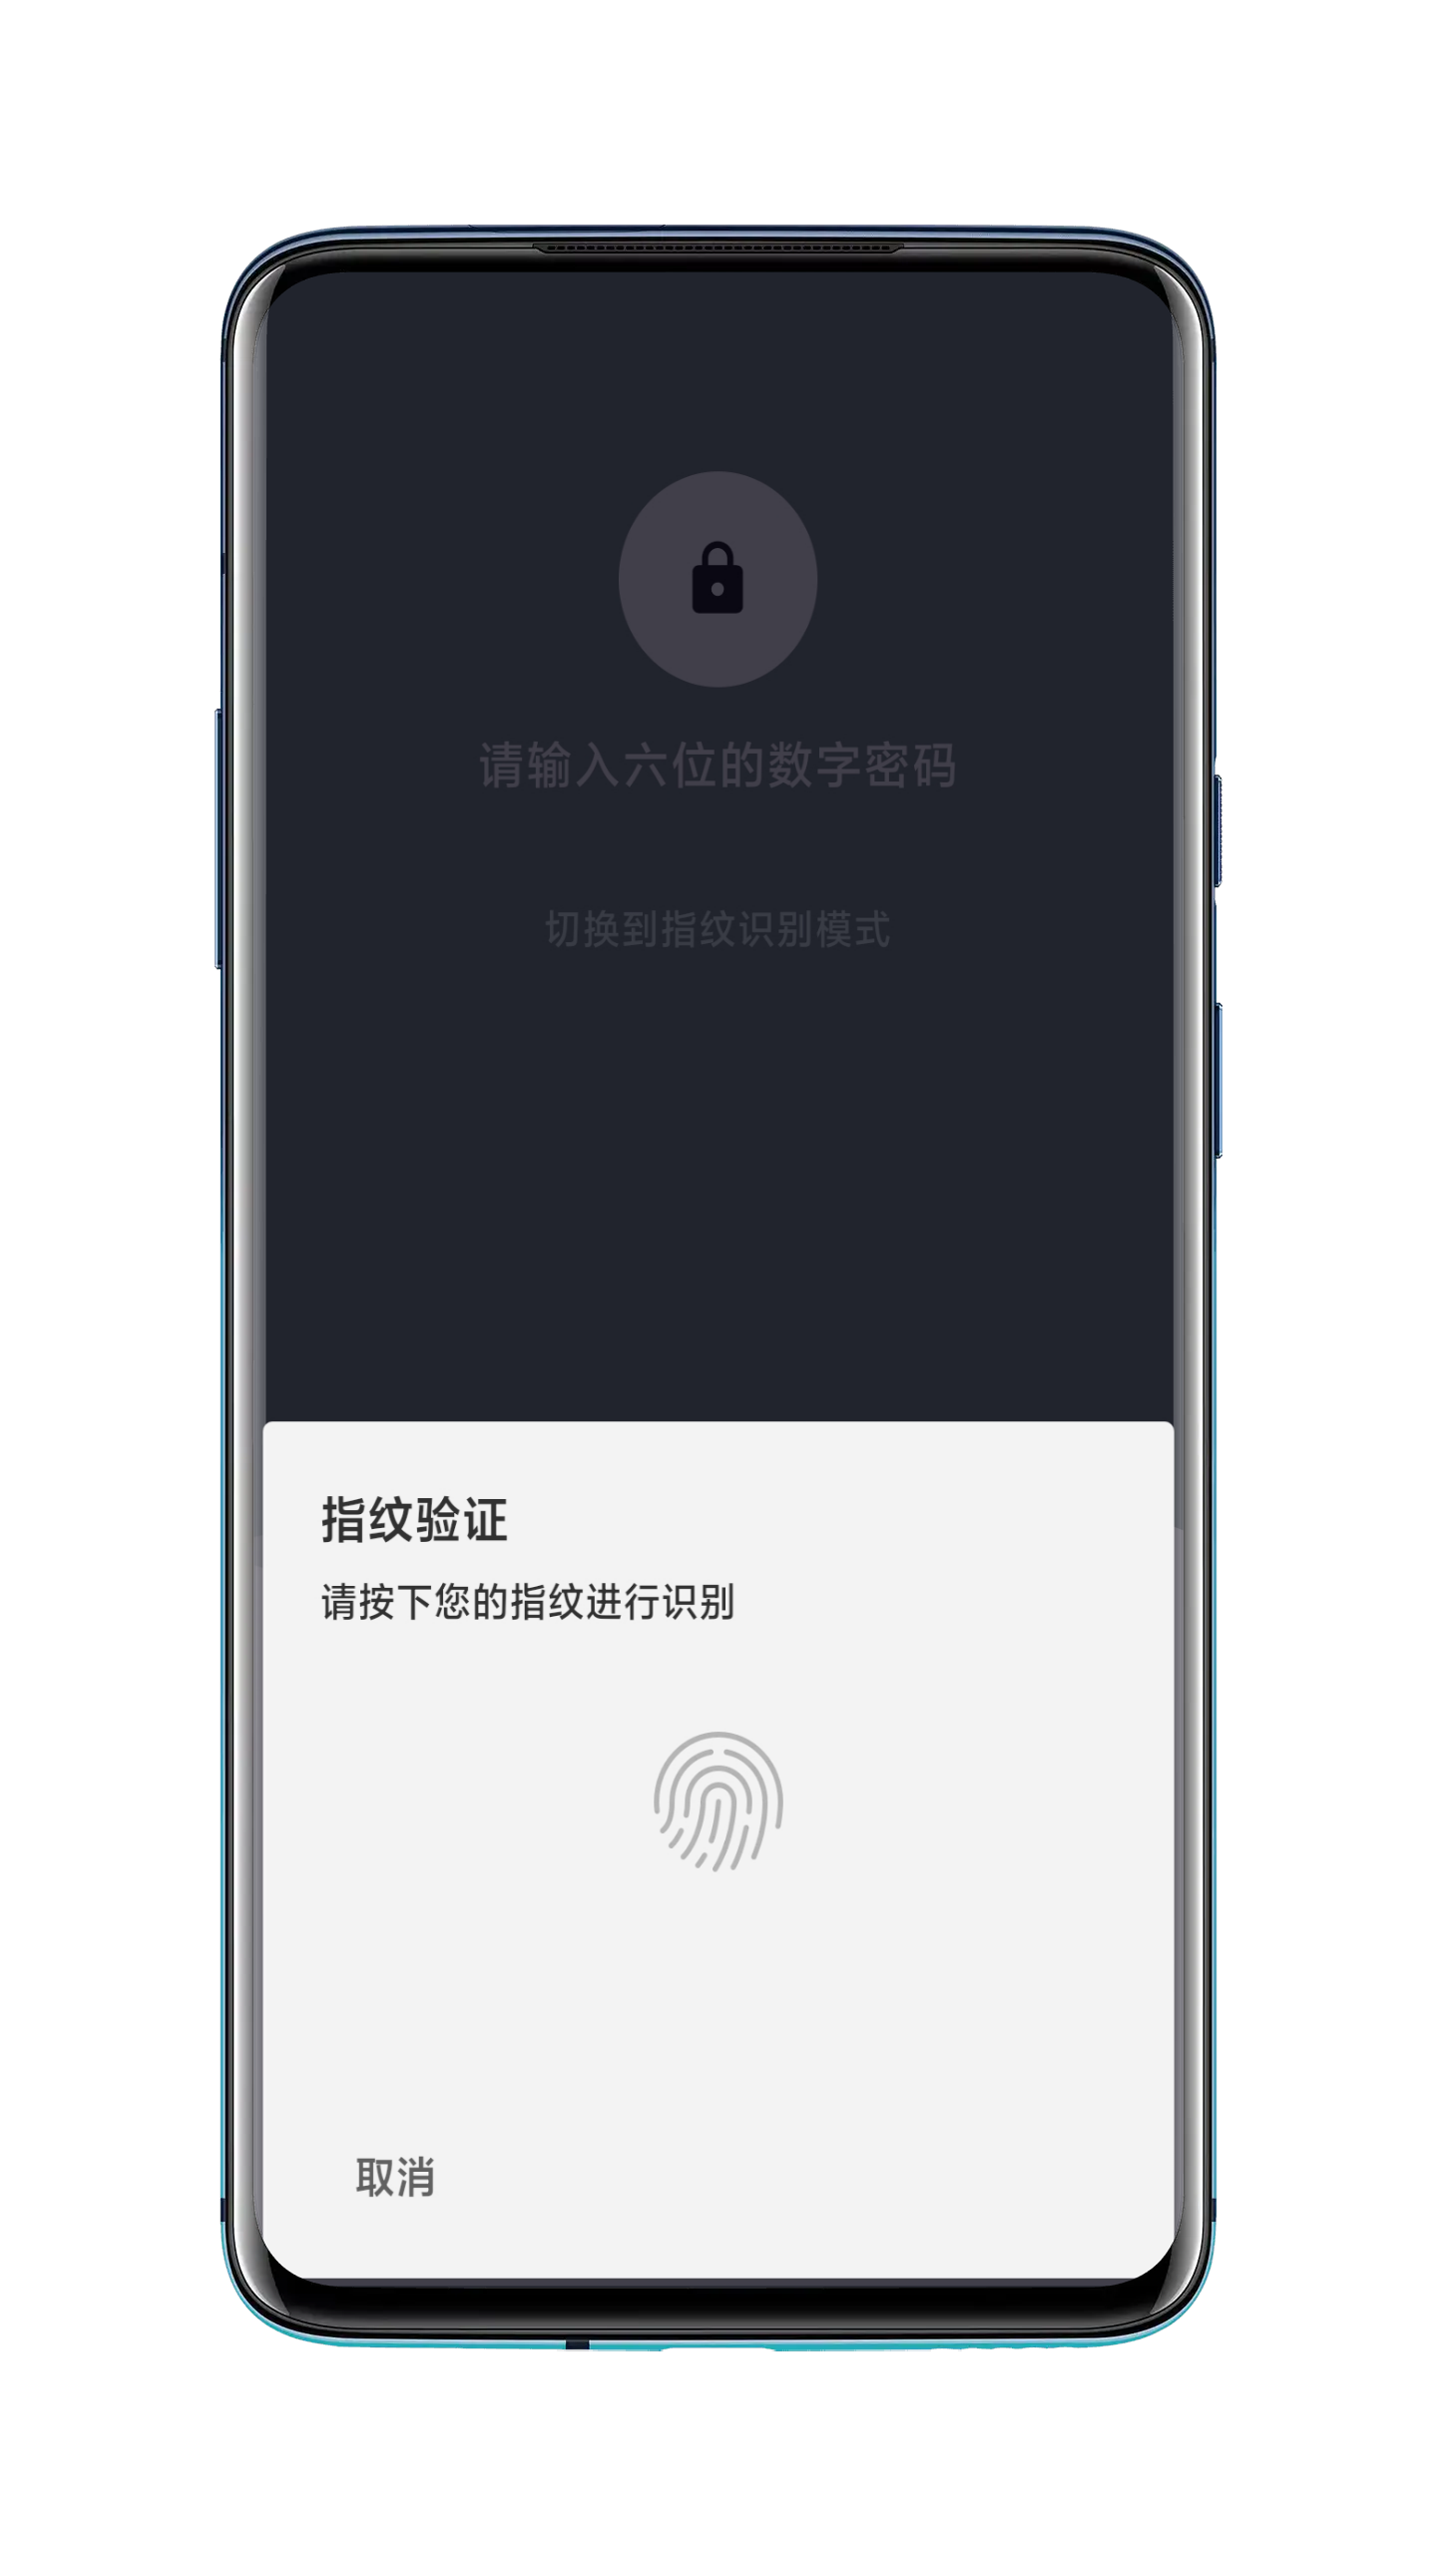 请输入六位的数字密码
切换到指纹识别模式
指纹验证
请按下您的指纹进行识别
取消